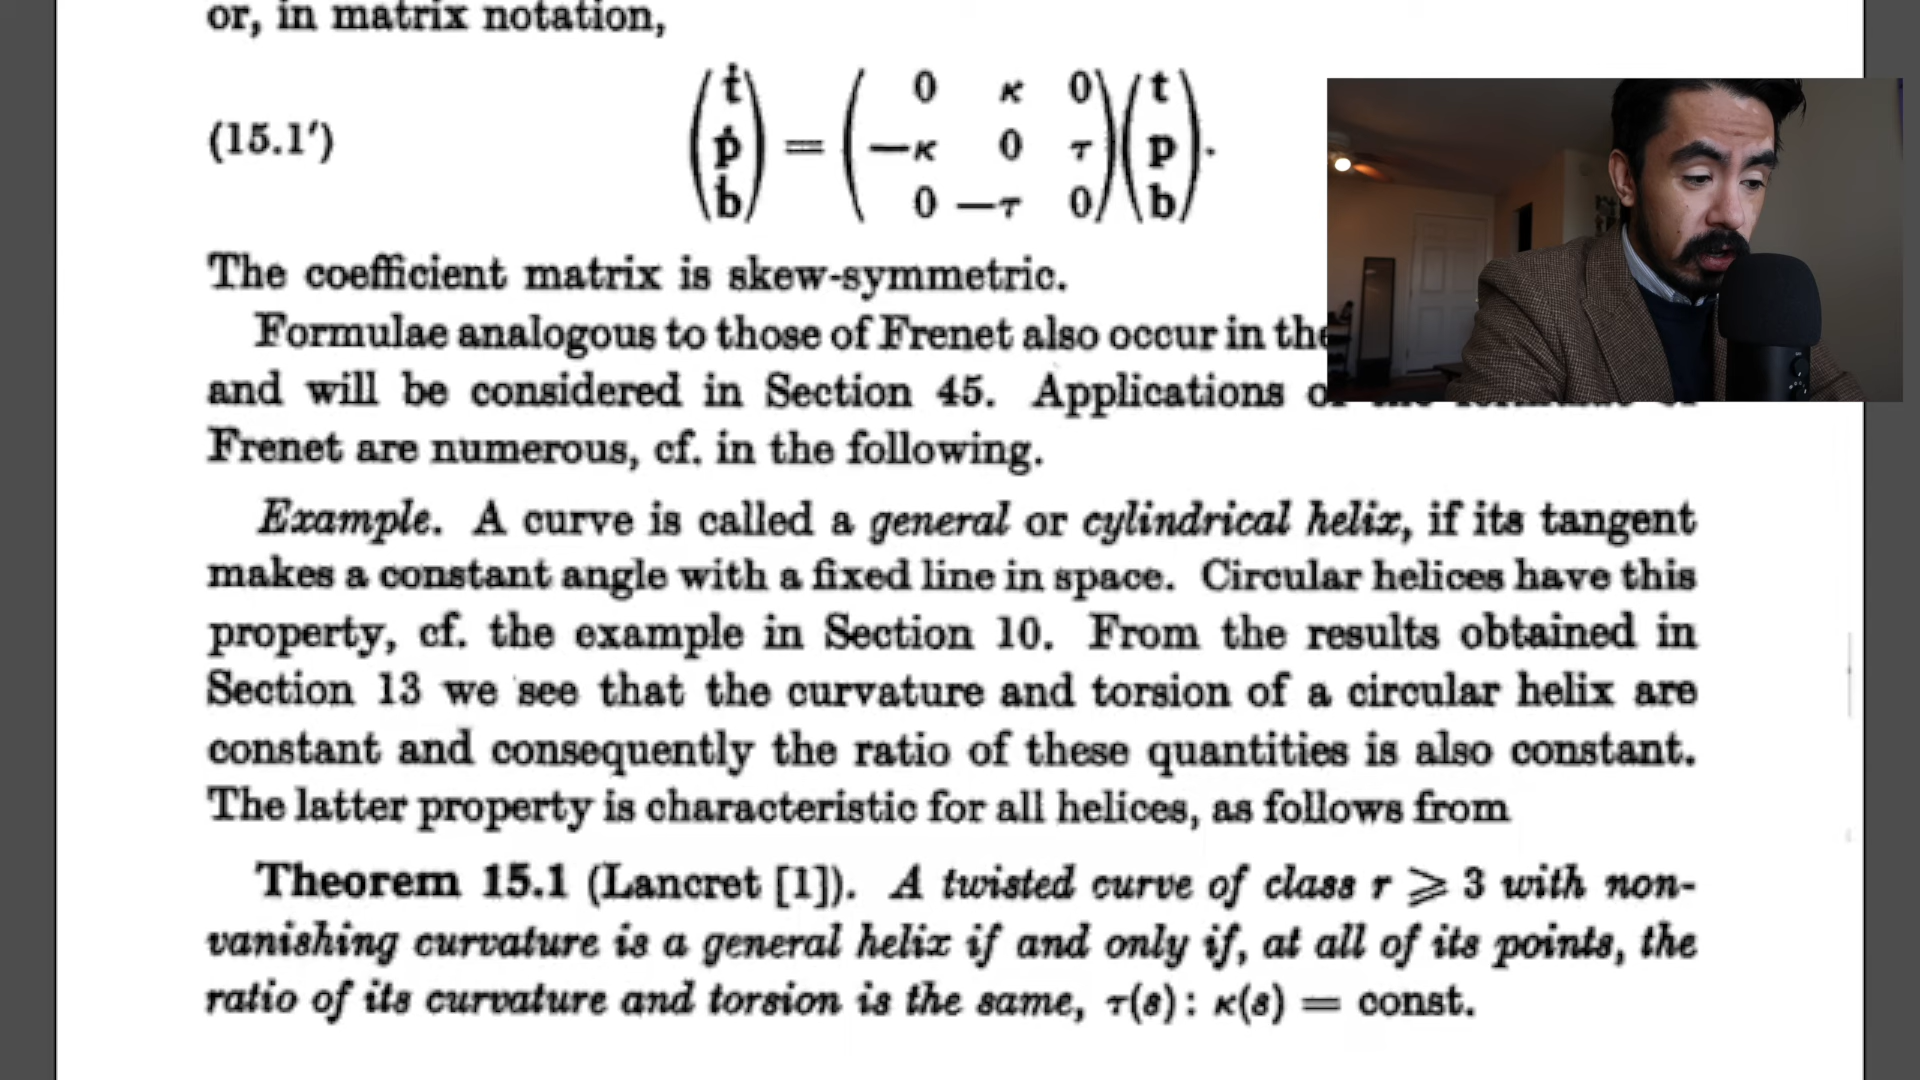 or, in matrix notation,
(15.1′) (ṫ ṗ ḃ) = (0 κ 0 −κ 0 τ 0 −τ 0)(t p b).
The coefficient matrix is skew-symmetric.
Formulae analogous to those of Frenet also occur in the
and will be considered in Section 45. Applications
Frenet are numerous, cf. in the following.
Example. A curve is called a general or cylindrical helix, if its tangent
makes a constant angle with a fixed line in space. Circular helices have this
property, cf. the example in Section 10. From the results obtained in
Section 13 we see that the curvature and torsion of a circular helix are
constant and consequently the ratio of these quantities is also constant.
The latter property is characteristic for all helices, as follows from
Theorem 15.1 (Lancret [1]). A twisted curve of class r ⩾ 3 with non-
vanishing curvature is a general helix if and only if, at all of its points, the
ratio of its curvature and torsion is the same, τ(s) : κ(s) = const.